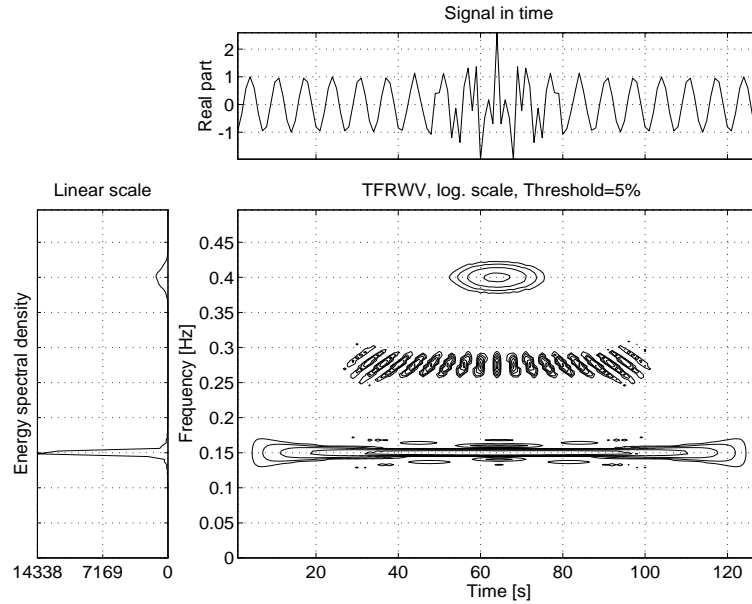 Signal in time
Real part
2
1
0
-1
Linear scale
Energy spectral density
14338 7169 0
TFRWV, log. scale, Threshold=5%
Frequency [Hz]
0.45
0.4
0.35
0.3
0.25
0.2
0.15
0.1
0.05
0
20 40 60 80 100 120
Time [s]